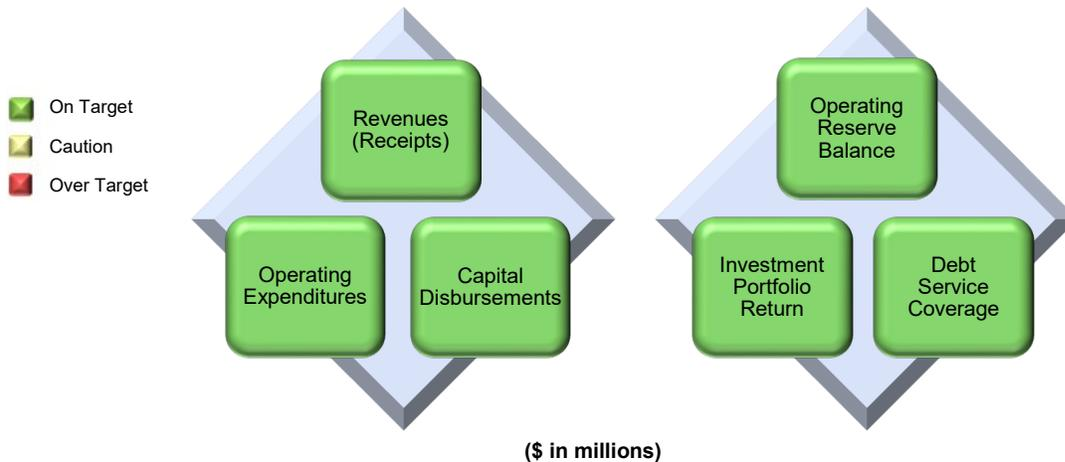 On Target
Caution
Over Target
Revenues
(Receipts)
Operating
Expenditures
Capital
Disbursements
Operating
Reserve
Balance
Investment
Portfolio
Return
Debt
Service
Coverage
($ in millions)